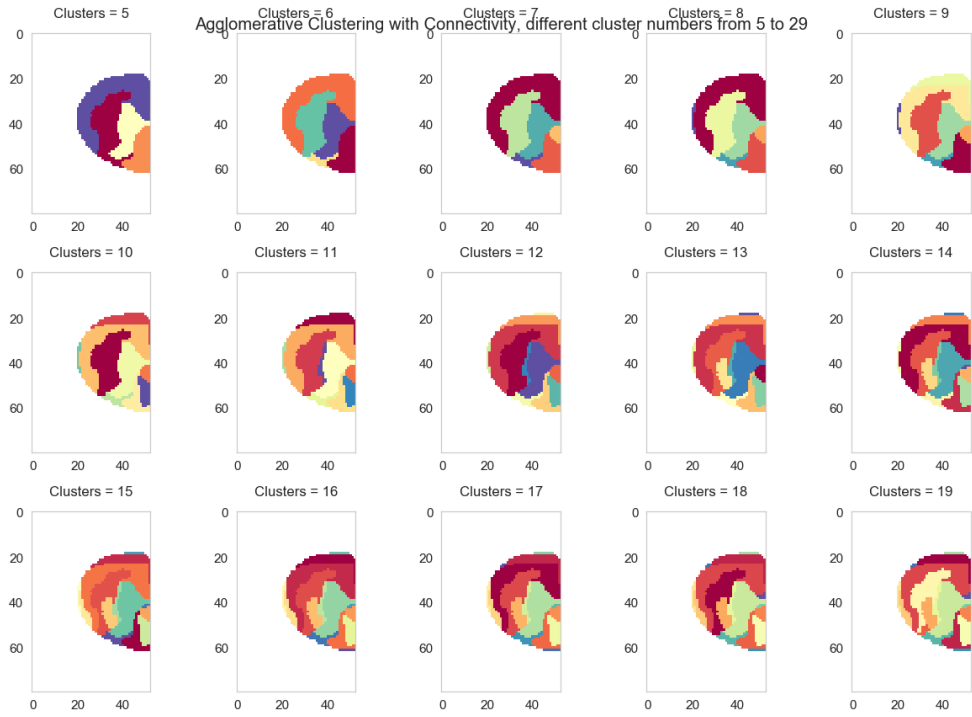 Clusters = 5 Clusters = 6 Clusters = 7 Clusters = 8 Clusters = 9
Agglomerative Clustering with Connectivity, different cluster numbers from 5 to 29
0 0 0 0 0
20 20 20 20 20
40 40 40 40 40
60 60 60 60 60
0 20 40 0 20 40 0 20 40 0 20 40 0 20 40
Clusters = 10 Clusters = 11 Clusters = 12 Clusters = 13 Clusters = 14
0 0 0 0 0
20 20 20 20 20
40 40 40 40 40
60 60 60 60 60
0 20 40 0 20 40 0 20 40 0 20 40 0 20 40
Clusters = 15 Clusters = 16 Clusters = 17 Clusters = 18 Clusters = 19
0 0 0 0 0
20 20 20 20 20
40 40 40 40 40
60 60 60 60 60
0 20 40 0 20 40 0 20 40 0 20 40 0 20 40